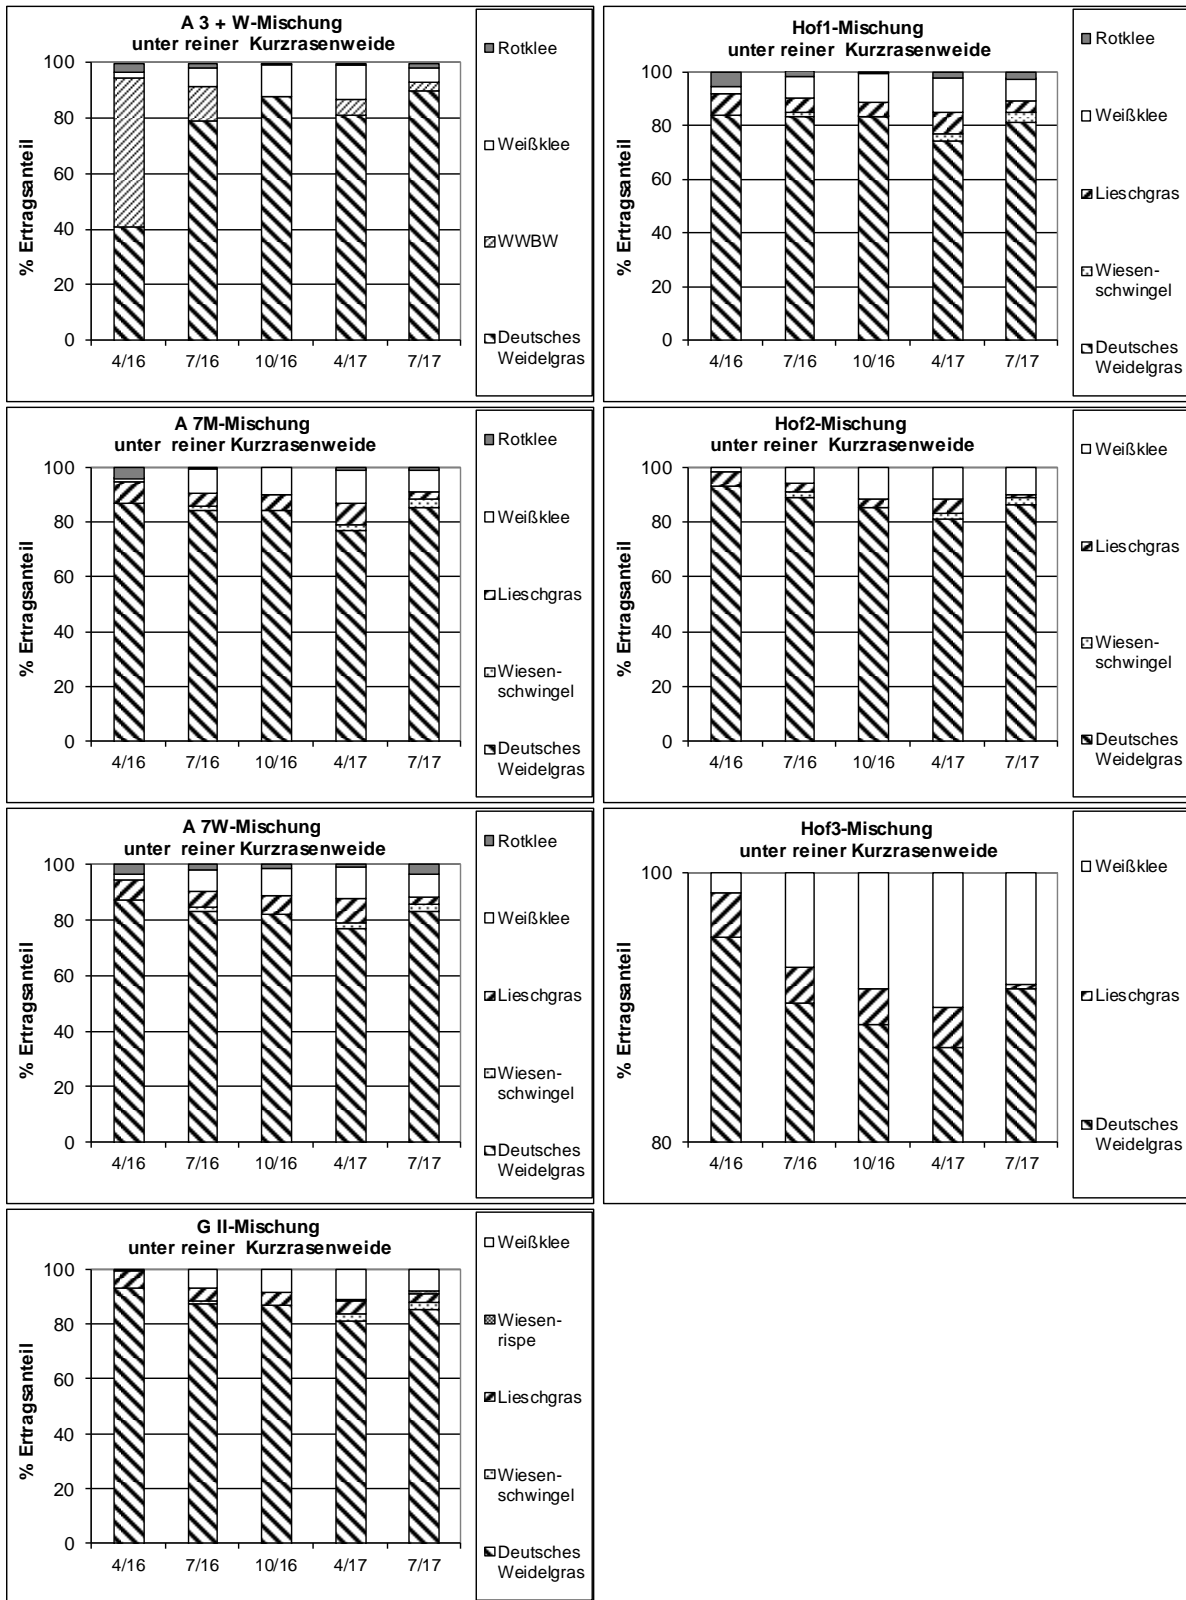 A 3 + W-Mischung
unter reiner Kurzrasenweide
% Ertragsanteil
100
80
60
40
20
0
4/16 7/16 10/16 4/17 7/17
Rotklee
Weißklee
WWBW
Deutsches
Weidelgras
Hof1-Mischung
unter reiner Kurzrasenweide
% Ertragsanteil
100
80
60
40
20
0
4/16 7/16 10/16 4/17 7/17
Rotklee
Weißklee
Lieschgras
Wiesen-
schwingel
Deutsches
Weidelgras
A 7M-Mischung
unter reiner Kurzrasenweide
% Ertragsanteil
100
80
60
40
20
0
4/16 7/16 10/16 4/17 7/17
Rotklee
Weißklee
Lieschgras
Wiesen-
schwingel
Deutsches
Weidelgras
Hof2-Mischung
unter reiner Kurzrasenweide
% Ertragsanteil
100
80
60
40
20
0
4/16 7/16 10/16 4/17 7/17
Weißklee
Lieschgras
Wiesen-
schwingel
Deutsches
Weidelgras
A 7W-Mischung
unter reiner Kurzrasenweide
% Ertragsanteil
100
80
60
40
20
0
4/16 7/16 10/16 4/17 7/17
Rotklee
Weißklee
Lieschgras
Wiesen-
schwingel
Deutsches
Weidelgras
Hof3-Mischung
unter reiner Kurzrasenweide
% Ertragsanteil
100
80
4/16 7/16 10/16 4/17 7/17
Weißklee
Lieschgras
Deutsches
Weidelgras
G II-Mischung
unter reiner Kurzrasenweide
% Ertragsanteil
100
80
60
40
20
0
4/16 7/16 10/16 4/17 7/17
Weißklee
Wiesen-
rispe
Lieschgras
Wiesen-
schwingel
Deutsches
Weidelgras